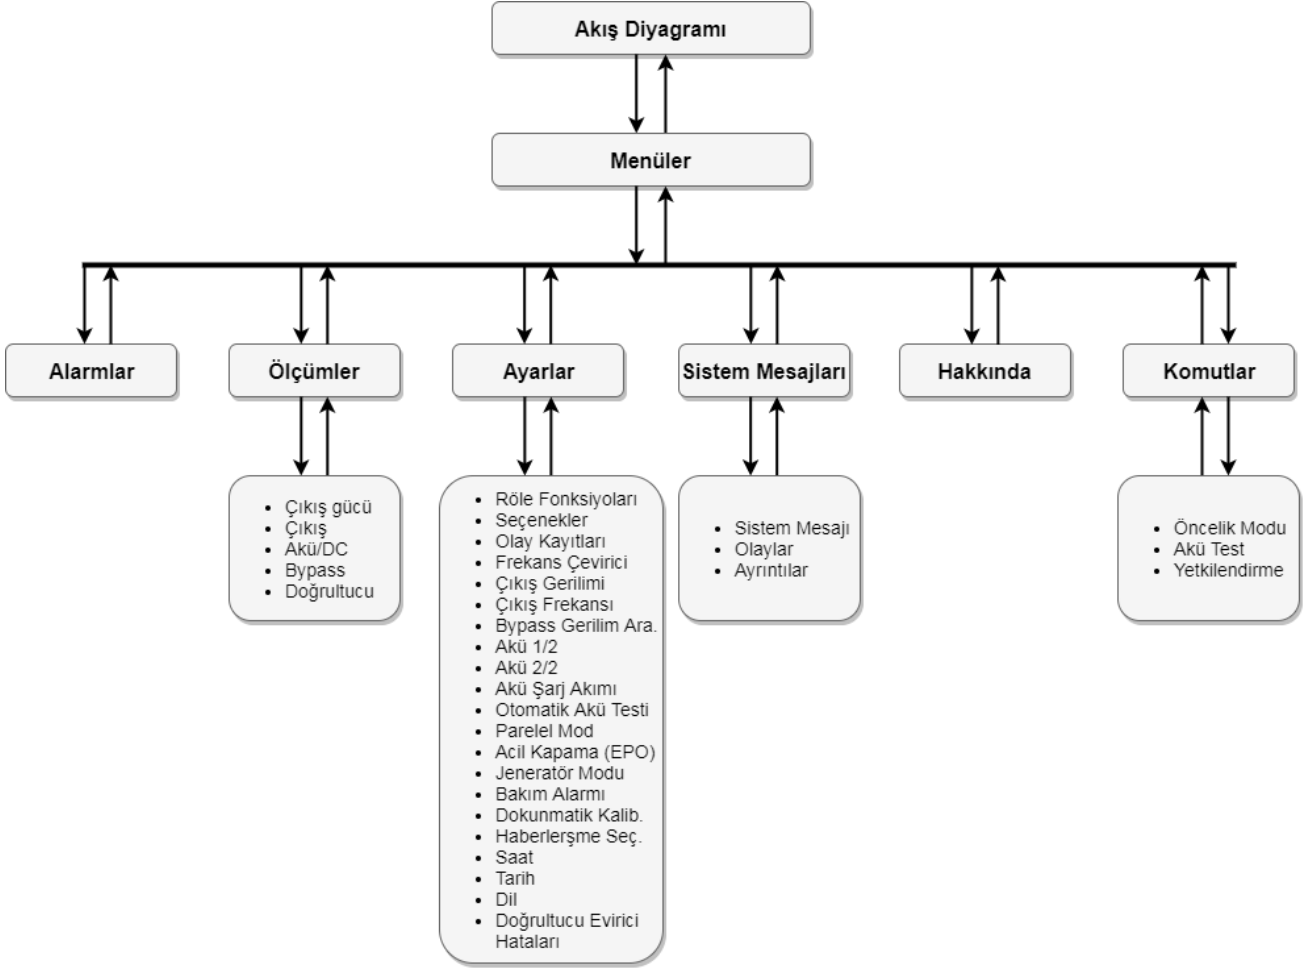 Akış Diyagramı
Menüler
Alarmlar
Ölçümler
Ayarlar
Sistem Mesajları
Hakkında
Komutlar
Çıkış gücü
Çıkış
Akü/DC
Bypass
Doğrultucu
Röle Fonksiyoları
Seçenekler
Olay Kayıtları
Frekans Çevirici
Çıkış Gerilimi
Çıkış Frekansı
Bypass Gerilim Ara.
Akü 1/2
Akü 2/2
Akü Şarj Akımı
Otomatik Akü Testi
Parelel Mod
Acil Kapama (EPO)
Jeneratör Modu
Bakım Alarmı
Dokunmatik Kalib.
Haberlerşme Seç.
Saat
Tarih
Dil
Doğrultucu Evirici
Hataları
Sistem Mesajı
Olaylar
Ayrıntılar
Öncelik Modu
Akü Test
Yetkilendirme